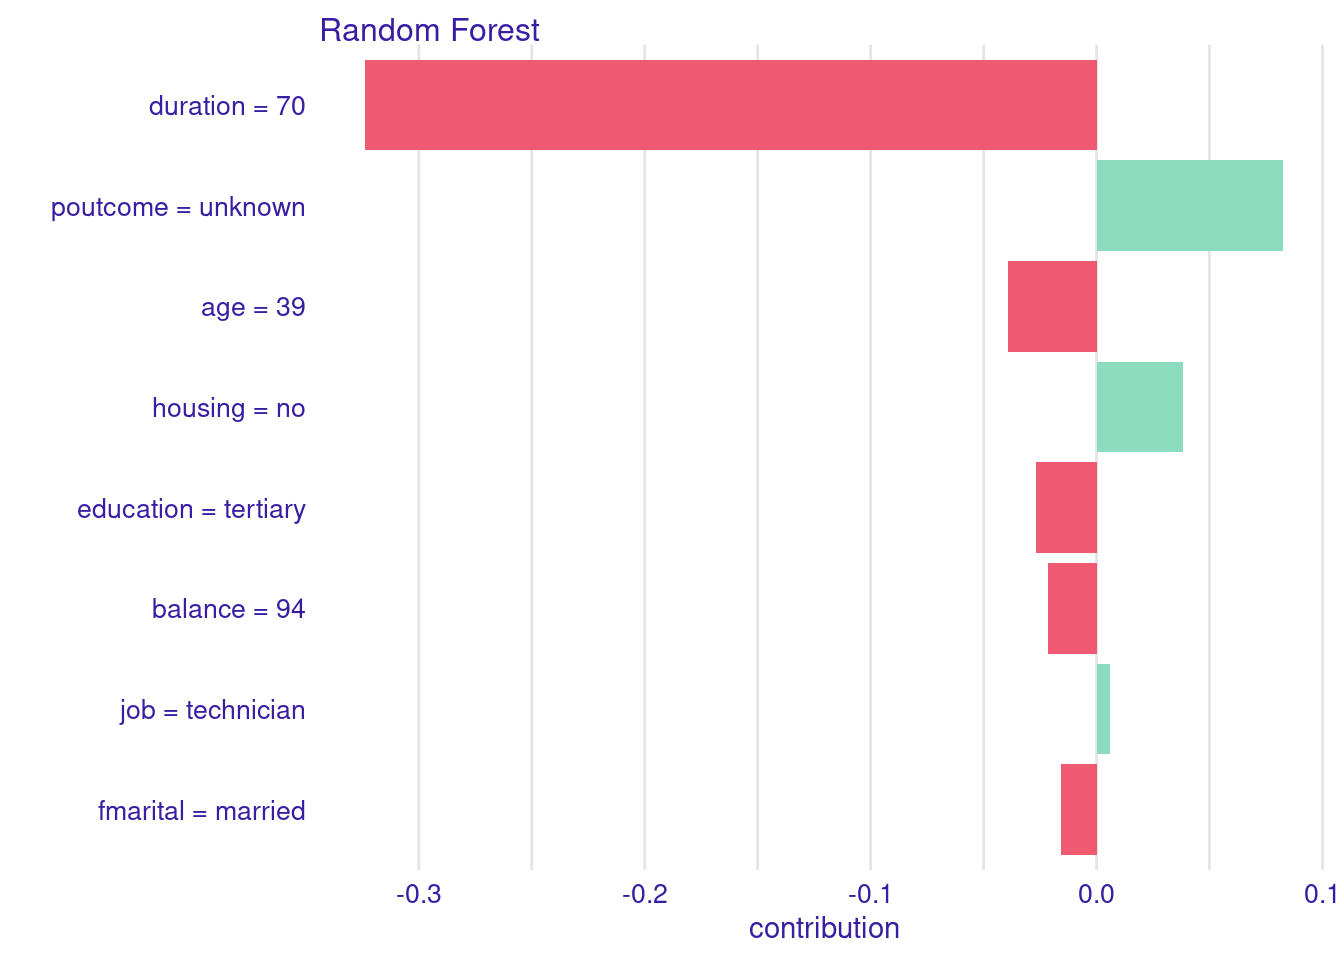 Random Forest
duration = 70
poutcome = unknown
age = 39
housing = no
education = tertiary
balance = 94
job = technician
fmarital = married
-0.3 -0.2 -0.1 0.0 0.1
contribution